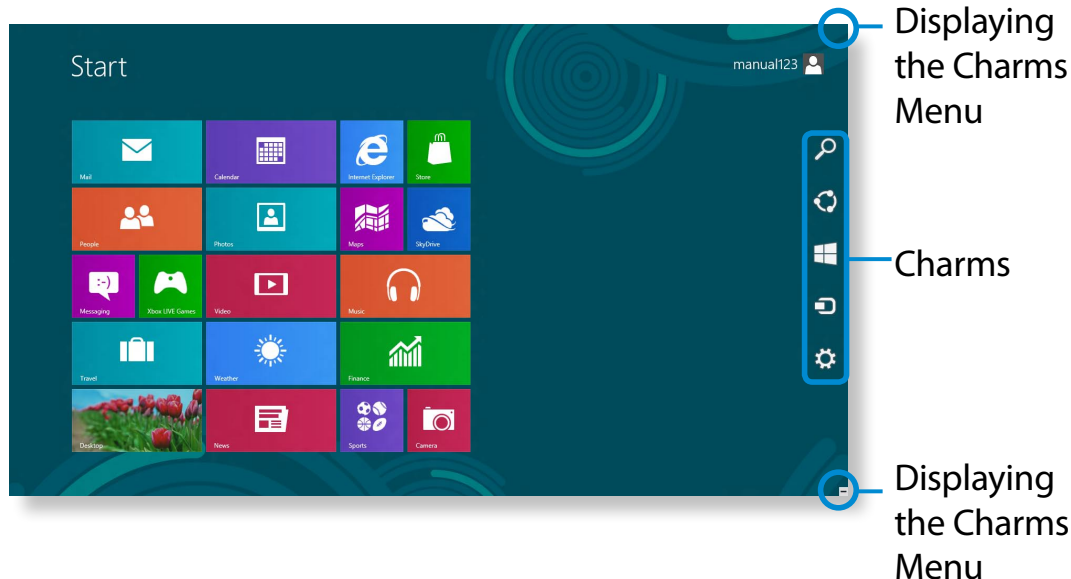 Displaying
the Charms
Menu
Start
manual123
Mail
Calendar
Internet Explorer
Store
People
Photos
Maps
SkyDrive
Charms
Messaging
Xbox LIVE Games
Video
Music
Travel
Weather
Finance
Desktop
News
Sports
Camera
Displaying
the Charms
Menu